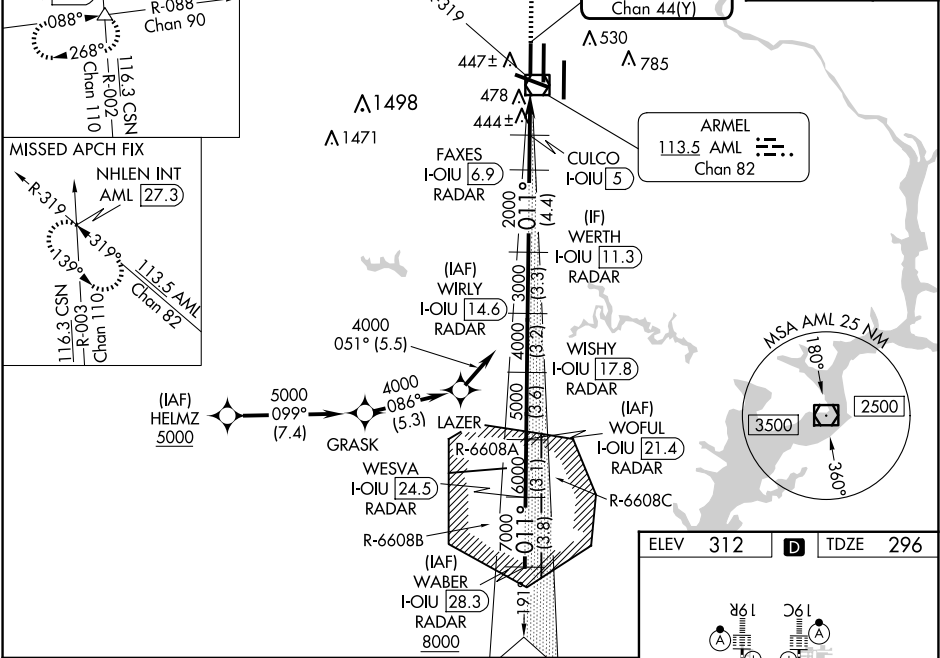 R-088
088°
Chan 90
268°
Chan 110
R-002
116.3 CSN
R-319
Chan 44(Y)
530
785
447±
478
444±
1498
1471
ARMEL
113.5 AML
Chan 82
MISSED APCH FIX
NHLEN INT
AML 27.3
R-319
319°
139°
113.5 AML
Chan 82
116.3 CSN
R-003
Chan 110
FAXES
I-OIU 6.9
RADAR
CULCO
I-OIU 5
2000
011°
(4.4)
(IF)
WERTH
I-OIU 11.3
RADAR
3000
(3.3)
(IAF)
WIRLY
I-OIU 14.6
RADAR
4000
(3.2)
4000
051° (5.5)
WISHY
I-OIU 17.8
RADAR
5000
(3.6)
(IAF)
HELMZ
5000
5000
099°
(7.4)
GRASK
4000
086°
(5.3)
LAZER
(IAF)
WOFUL
I-OIU 21.4
RADAR
R-6608A
6000
(3.1)
WESVA
I-OIU 24.5
RADAR
R-6608C
R-6608B
7000
011°
(3.8)
(IAF)
WABER
I-OIU 28.3
RADAR
8000
191°
MSA AML 25 NM
180°
3500
2500
360°
ELEV 312
D
TDZE 296
19R
19C
A
A